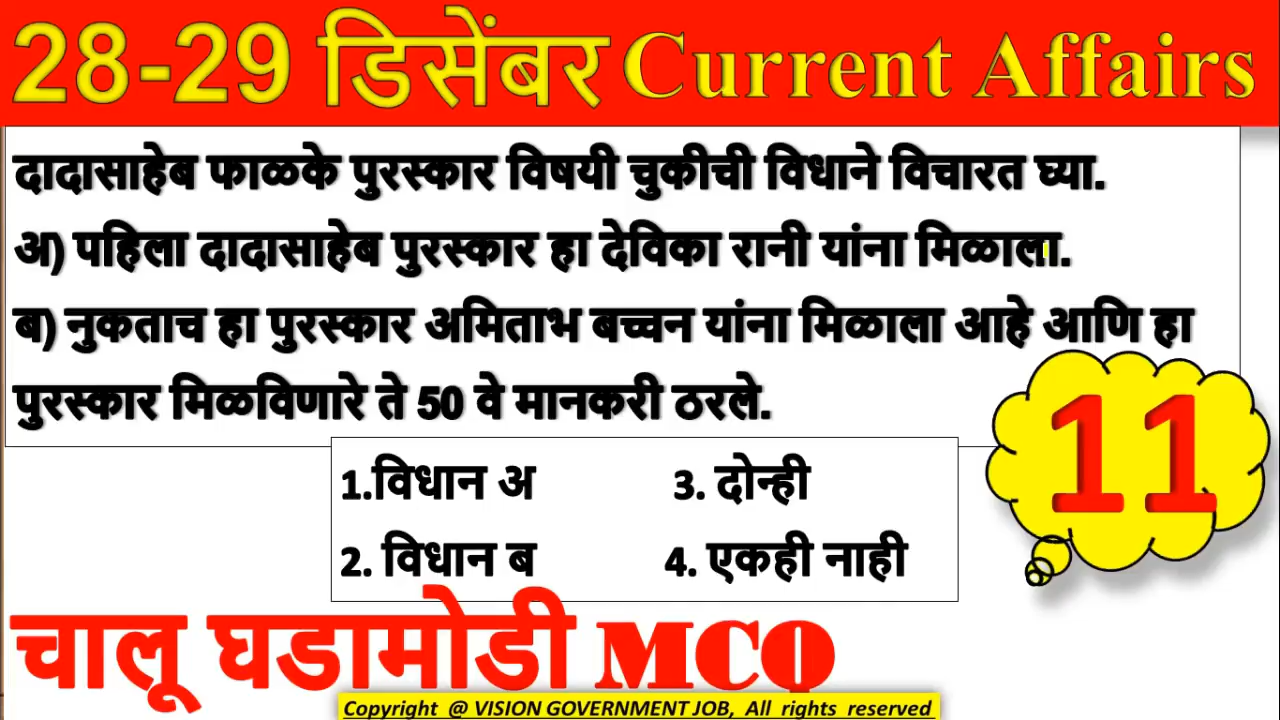 28-29 डिसेंबर Current Affairs
दादासाहेब फाळके पुरस्कार विषयी चुकीची विधाने विचारत घ्या.
अ) पहिला दादासाहेब पुरस्कार हा देविका रानी यांना मिळाला.
ब) नुकताच हा पुरस्कार अमिताभ बच्चन यांना मिळाला आहे आणि हा
पुरस्कार मिळविणारे ते 50 वे मानकरी ठरले.
11
1.विधान अ 3. दोन्ही
2. विधान ब 4. एकही नाही
चालू घडामोडी MCQ
Copyright @ VISION GOVERNMENT JOB, All rights reserved